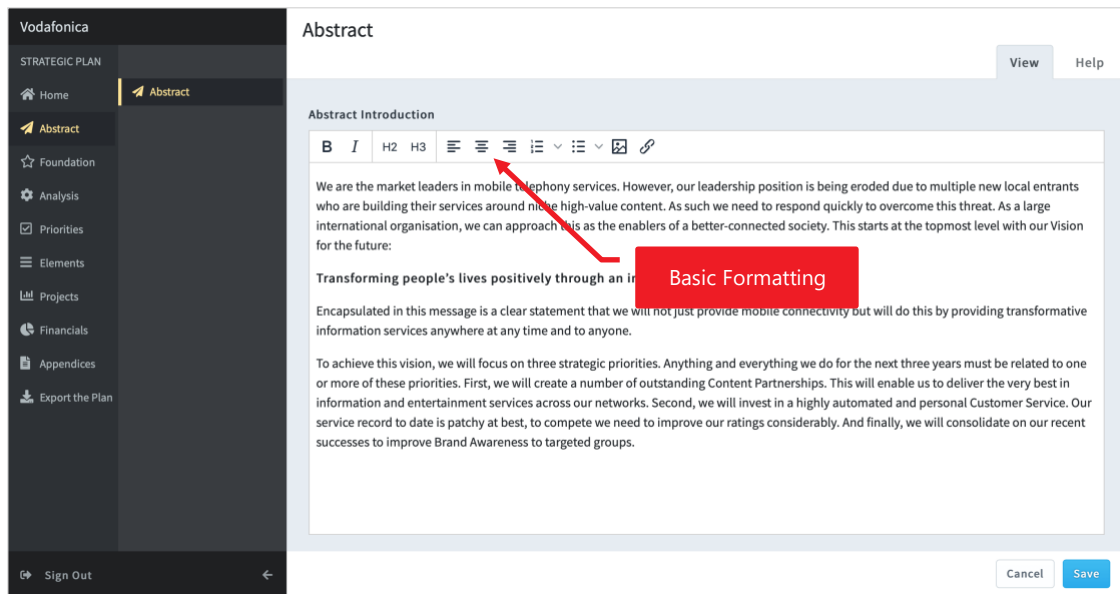 Vodafonica
STRATEGIC PLAN
Home
Abstract
Foundation
Analysis
Priorities
Elements
Projects
Financials
Appendices
Export the Plan
Sign Out
Abstract
Abstract
View Help
Abstract Introduction
B I H2 H3
We are the market leaders in mobile telephony services. However, our leadership position is being eroded due to multiple new local entrants
who are building their services around niche high-value content. As such we need to respond quickly to overcome this threat. As a large
international organisation, we can approach this as the enablers of a better-connected society. This starts at the topmost level with our Vision
for the future:
Transforming people's lives positively through an
Basic Formatting
Encapsulated in this message is a clear statement that we will not just provide mobile connectivity but will do this by providing transformative
information services anywhere at any time and to anyone.
To achieve this vision, we will focus on three strategic priorities. Anything and everything we do for the next three years must be related to one
or more of these priorities. First, we will create a number of outstanding Content Partnerships. This will enable us to deliver the very best in
information and entertainment services across our networks. Second, we will invest in a highly automated and personal Customer Service. Our
service record to date is patchy at best, to compete we need to improve our ratings considerably. And finally, we will consolidate on our recent
successes to improve Brand Awareness to targeted groups.
Cancel Save